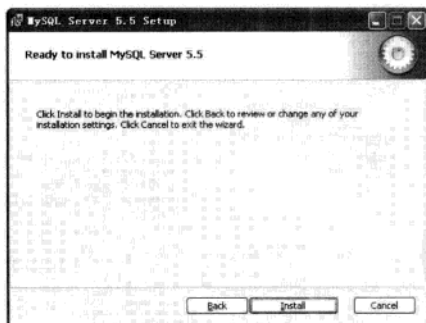 MySQL Server 5.5 Setup
Ready to install MySQL Server 5.5
Click Install to begin the installation. Click Back to review or change any of your
installation settings. Click Cancel to exit the wizard.
Back
Install
Cancel